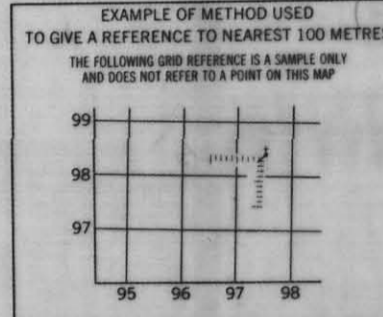 EXAMPLE OF METHOD USED
TO GIVE A REFERENCE TO NEAREST 100 METRES
THE FOLLOWING GRID REFERENCE IS A SAMPLE ONLY
AND DOES NOT REFER TO A POINT ON THIS MAP
99
98
97
95 96 97 98